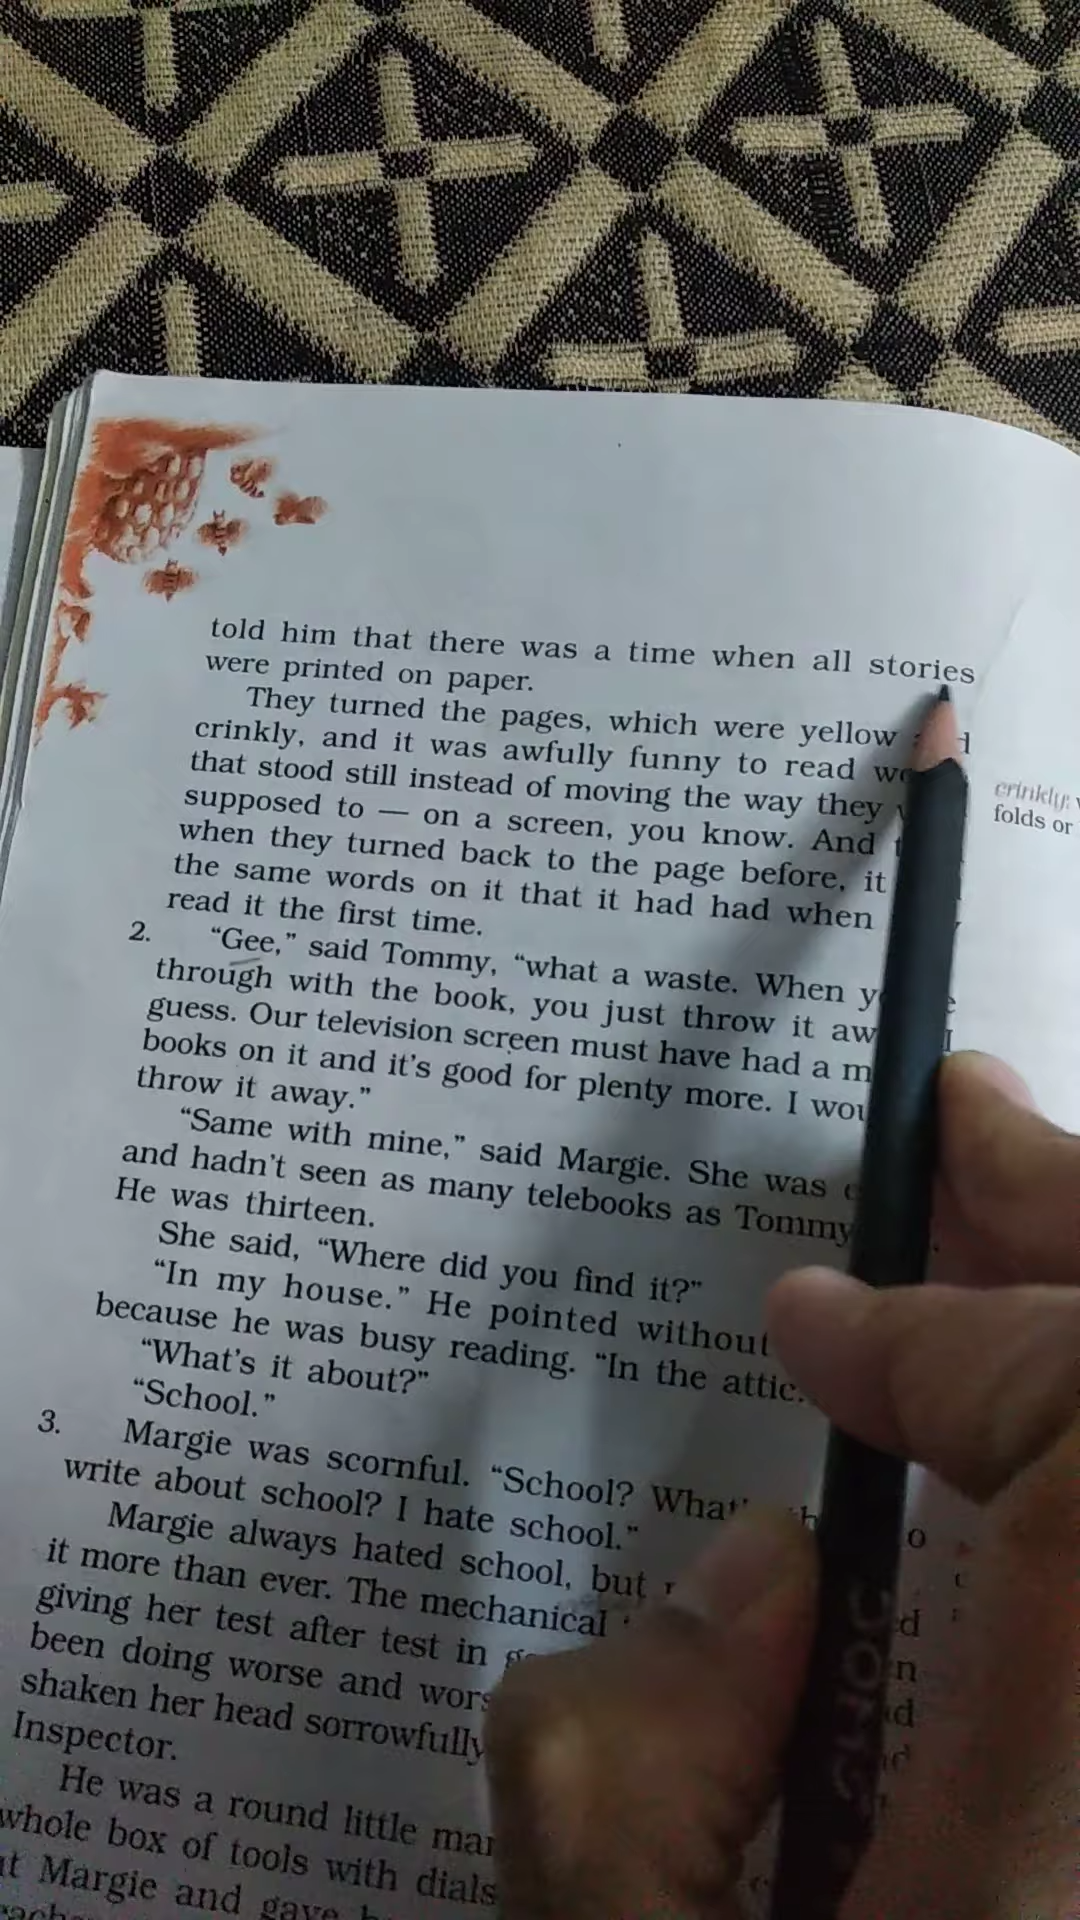 told him that there was a time when all stories
were printed on paper.
They turned the pages, which were yellow
crinkly, and it was awfully funny to read
that stood still instead of moving the way they
supposed to — on a screen, you know. And
when they turned back to the page before, it
the same words on it that it had had when
read it the first time.
2. “Gee,” said Tommy, “what a waste. When
through with the book, you just throw it
guess. Our television screen must have had a
books on it and it's good for plenty more. I
throw it away.”
“Same with mine,” said Margie. She was
and hadn't seen as many telebooks as Tommy
He was thirteen.
She said, “Where did you find it?”
“In my house.” He pointed without
because he was busy reading. “In the attic.
“What's it about?”
“School.”
3. Margie was scornful. “School?
write about school? I hate school.”
Margie always hated school, but
it more than ever. The mechanical
giving her test after test in
been doing worse and
shaken her head sorrowfully
Inspector.
He was a round little
whole box of tools with dials
Margie and gave
crinkly:
folds or